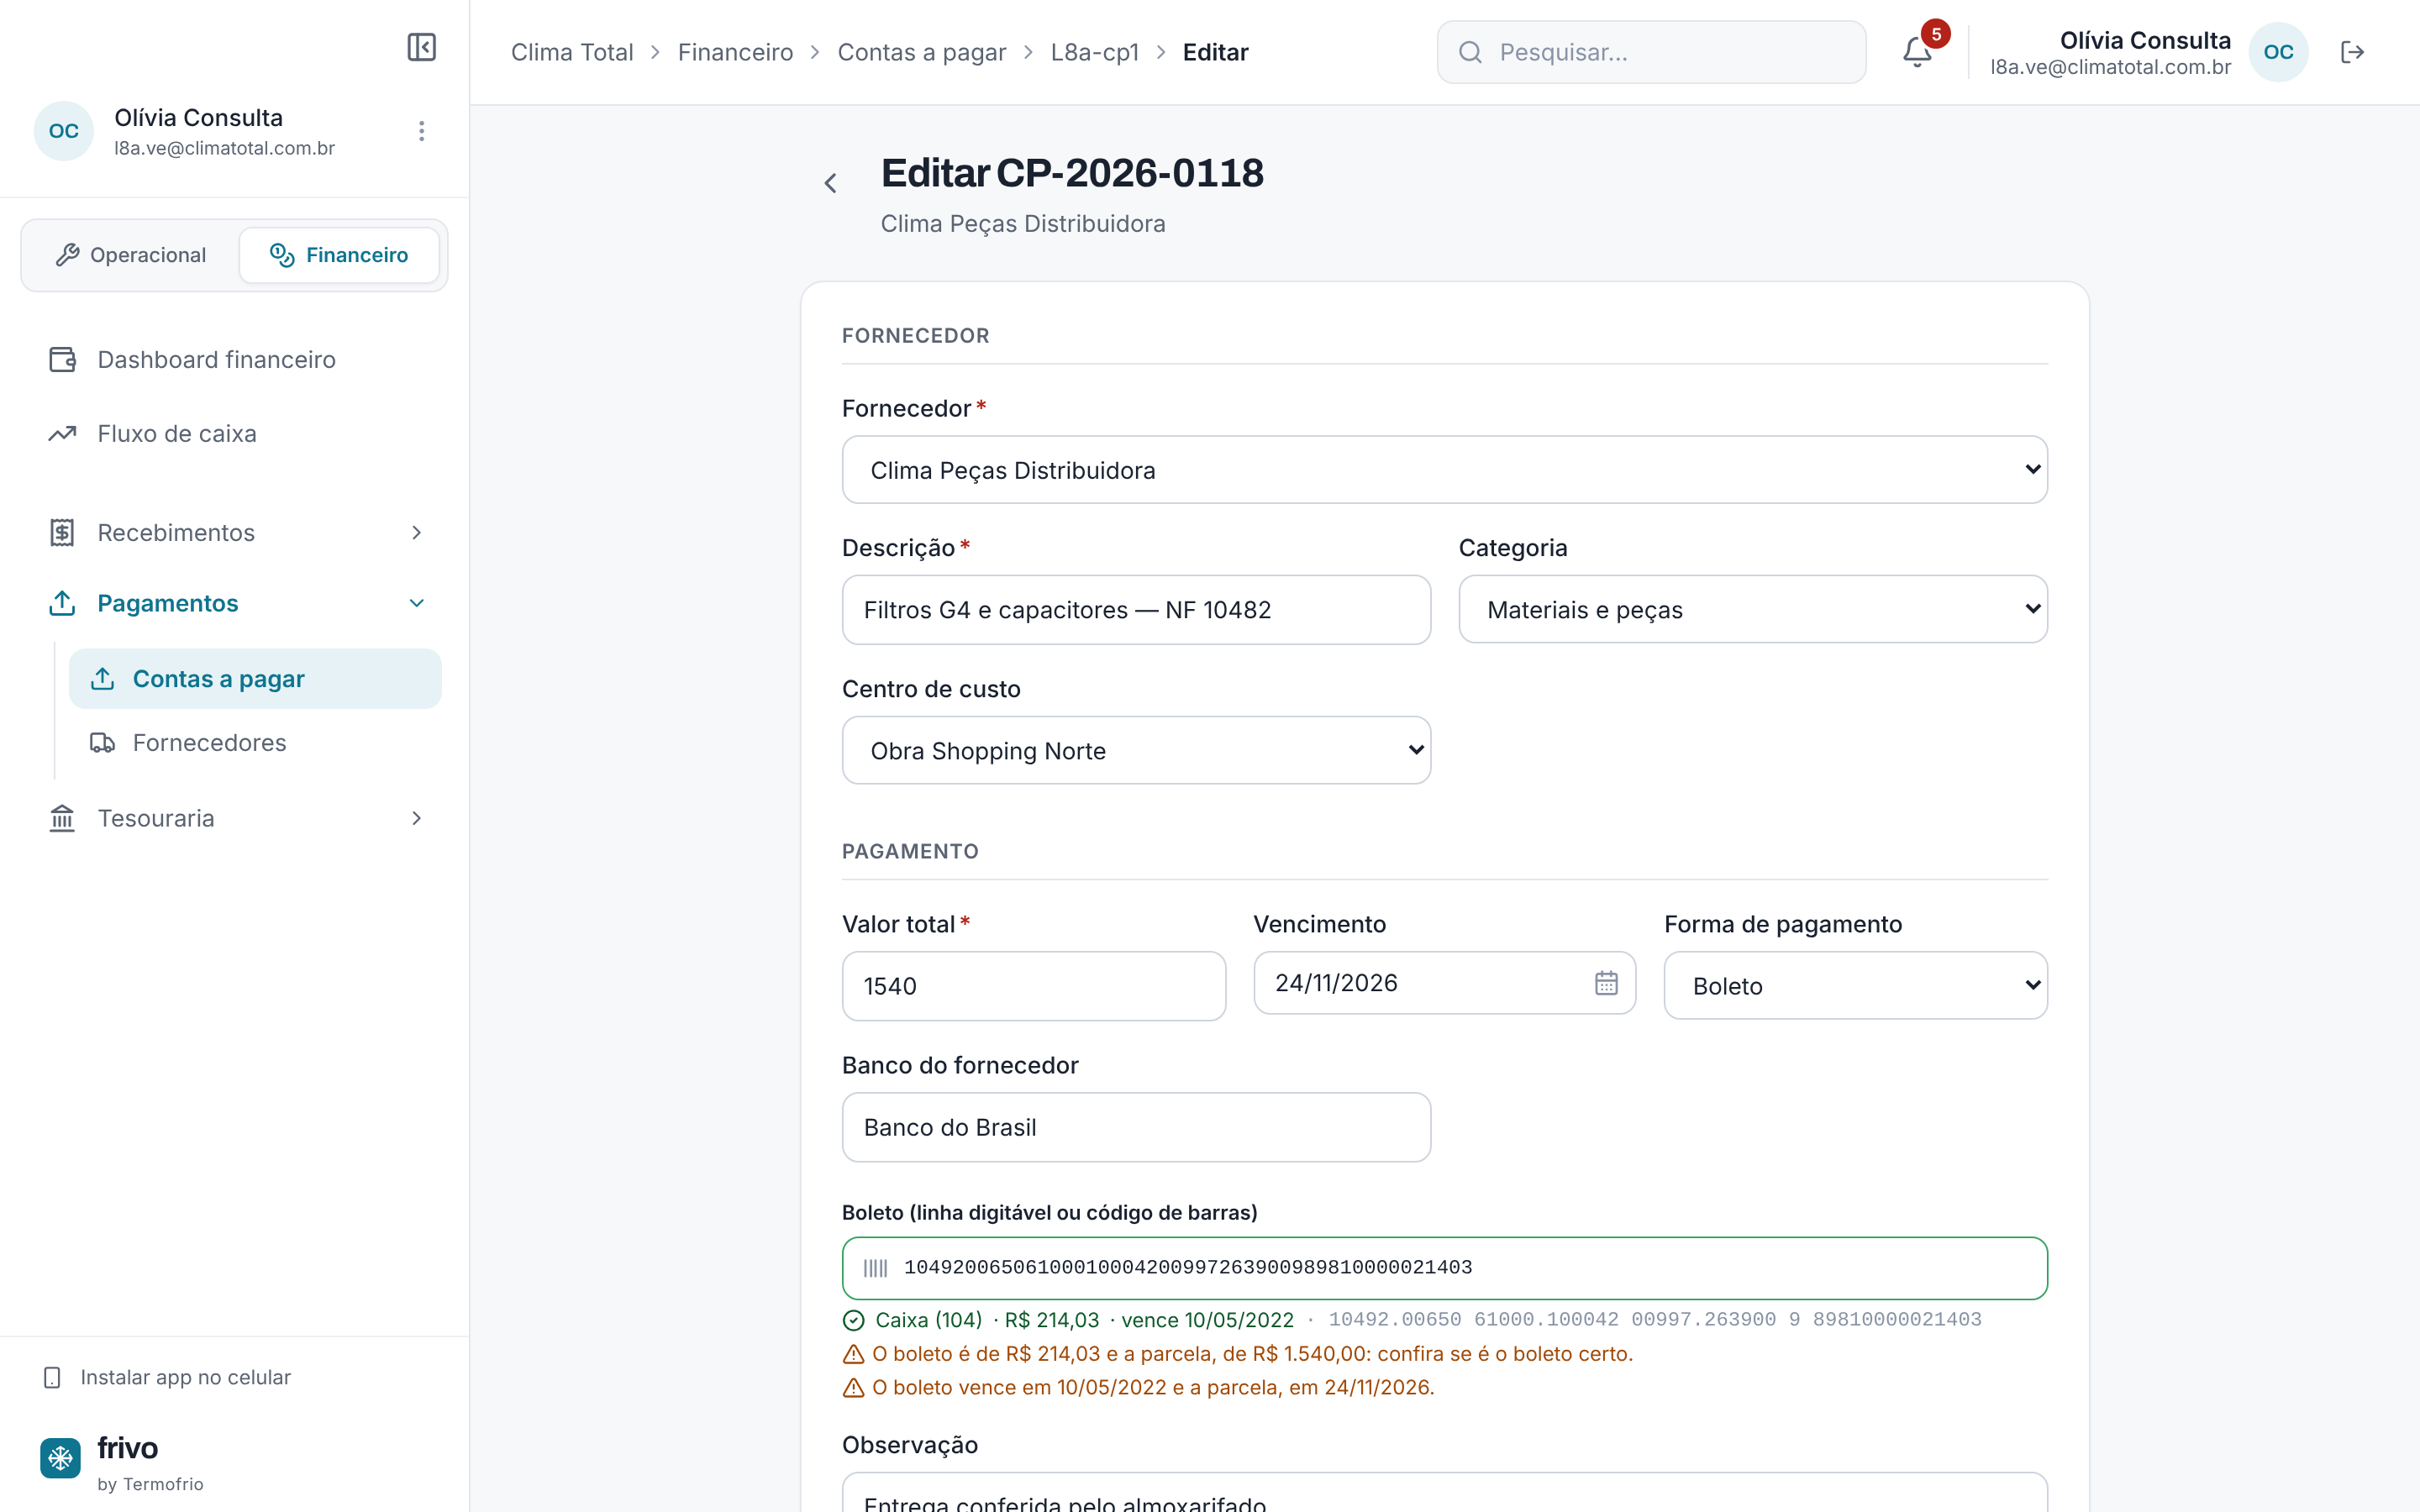 OC
Olívia Consulta
l8a.ve@climatotal.com.br
Operacional
Financeiro
Dashboard financeiro
Fluxo de caixa
Recebimentos
Pagamentos
Contas a pagar
Fornecedores
Tesouraria
Instalar app no celular
frivo
by Termofrio
Clima Total > Financeiro > Contas a pagar > L8a-cp1 > Editar
Pesquisar...
5
Olívia Consulta
l8a.ve@climatotal.com.br
OC
Editar CP-2026-0118
Clima Peças Distribuidora
FORNECEDOR
Fornecedor *
Clima Peças Distribuidora
Descrição * Categoria
Filtros G4 e capacitores — NF 10482 Materiais e peças
Centro de custo
Obra Shopping Norte
PAGAMENTO
Valor total * Vencimento Forma de pagamento
1540 24/11/2026 Boleto
Banco do fornecedor
Banco do Brasil
Boleto (linha digitável ou código de barras)
10492006506100010004200997263900989810000021403
Caixa (104) · R$ 214,03 · vence 10/05/2022 · 10492.00650 61000.100042 00997.263900 9 89810000021403
O boleto é de R$ 214,03 e a parcela, de R$ 1.540,00: confira se é o boleto certo.
O boleto vence em 10/05/2022 e a parcela, em 24/11/2026.
Observação
Entrega conferida pelo almoxarifado